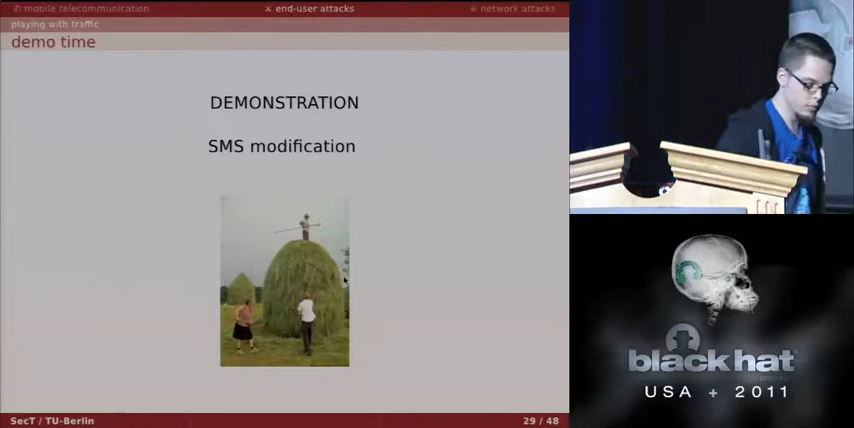 ✆ mobile telecommunication ⚔ end-user attacks ☠ network attacks
playing with traffic
demo time
DEMONSTRATION
SMS modification
SecT / TU-Berlin 29 / 48
black hat
USA + 2011